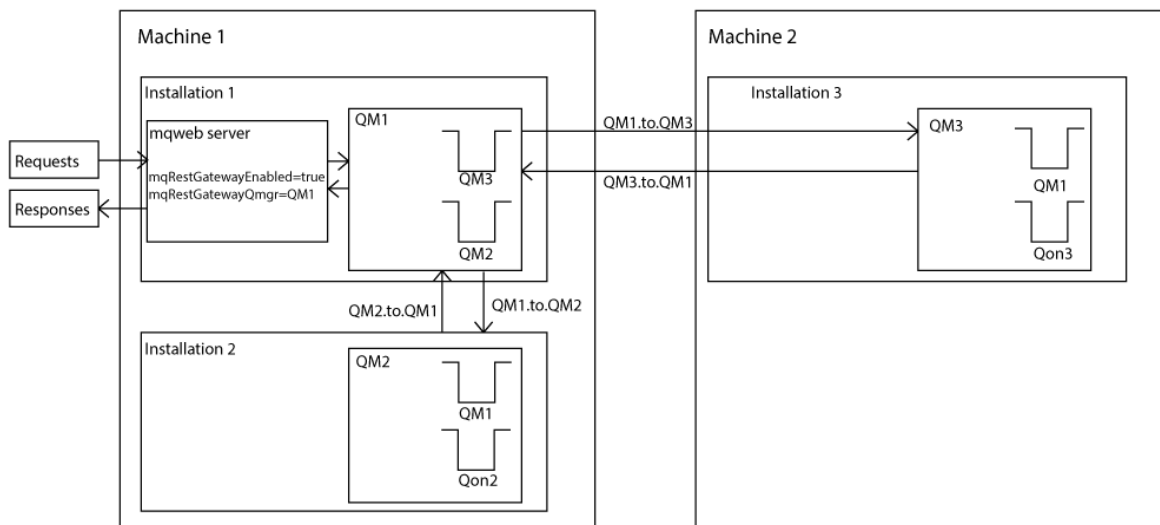 Machine 1
Installation 1
mqweb server
mqRestGatewayEnabled=true
mqRestGatewayQmgr=QM1
Requests
Responses
QM1
QM3
QM2
QM1.to.QM3
QM3.to.QM1
QM2.to.QM1
QM1.to.QM2
Installation 2
QM2
QM1
Qon2
Machine 2
Installation 3
QM3
QM1
Qon3